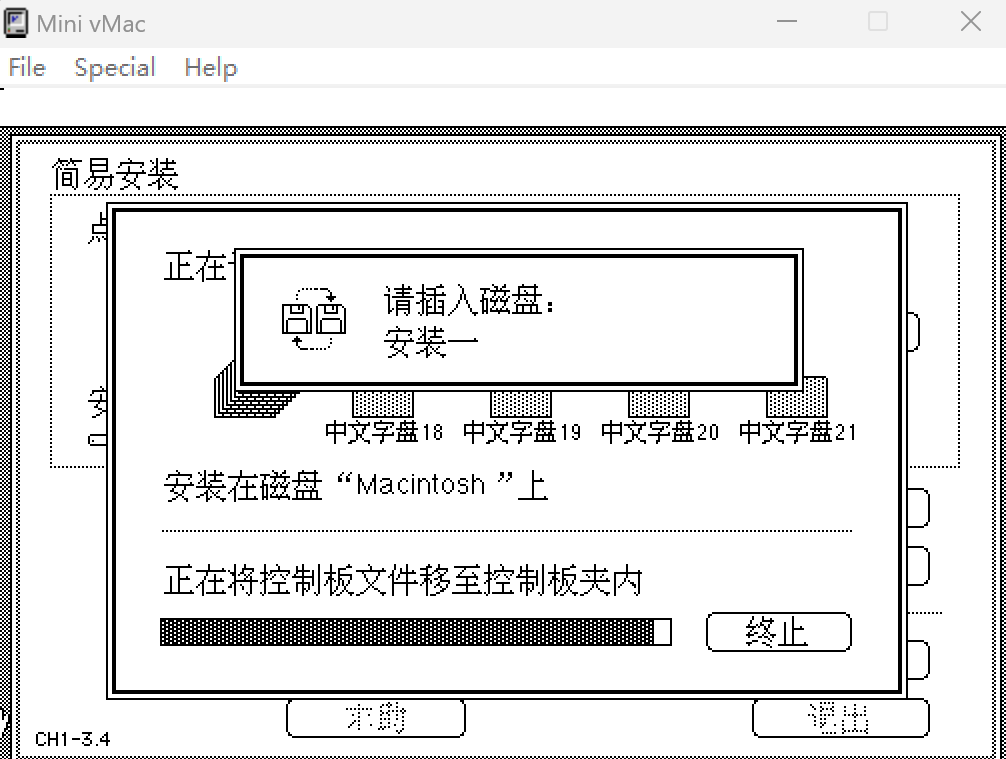 Mini vMac
File Special Help
简易安装
点
正在
请插入磁盘：
安装一
安
中文字盘18 中文字盘19 中文字盘20 中文字盘21
安装在磁盘“Macintosh ”上
正在将控制板文件移至控制板夹内
终止
求助 退出
CH1-3.4